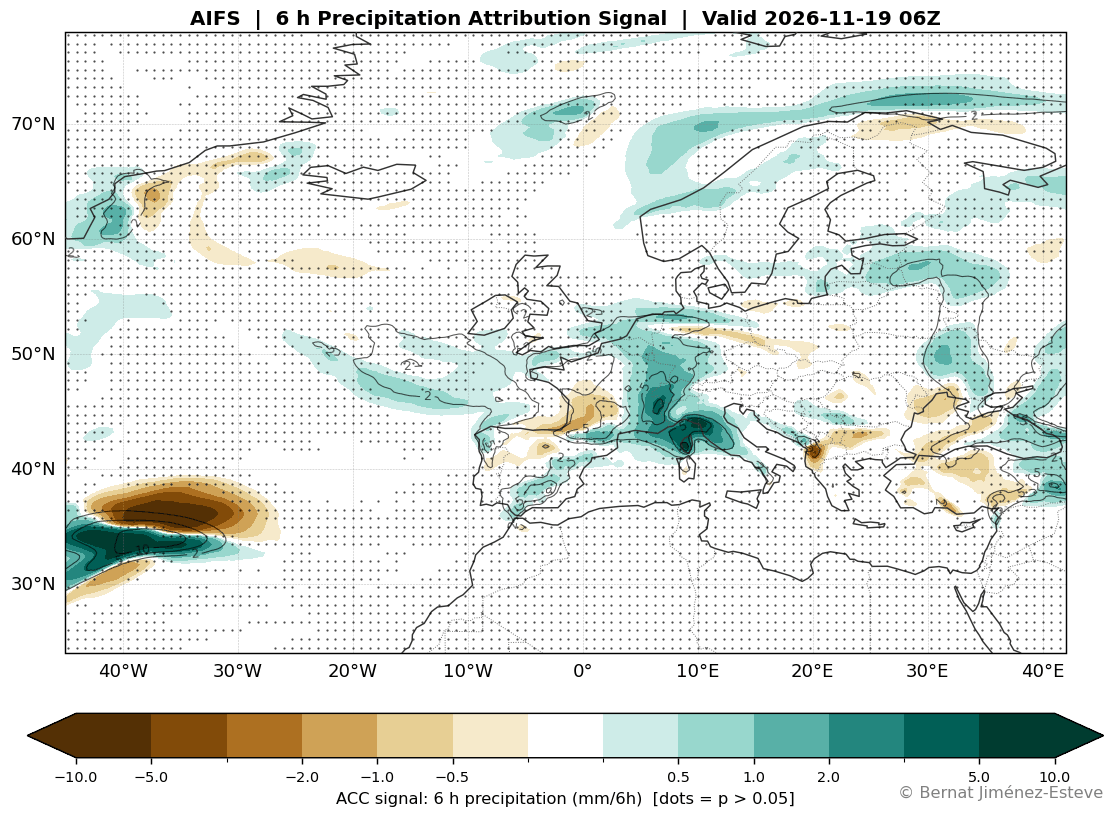 AIFS | 6 h Precipitation Attribution Signal | Valid 2026-11-19 06Z
70°N
60°N
50°N
40°N
30°N
40°W 30°W 20°W 10°W 0° 10°E 20°E 30°E 40°E
−10.0 −5.0 −2.0 −1.0 −0.5 0.5 1.0 2.0 5.0 10.0
ACC signal: 6 h precipitation (mm/6h) [dots = p > 0.05]
© Bernat Jiménez-Esteve